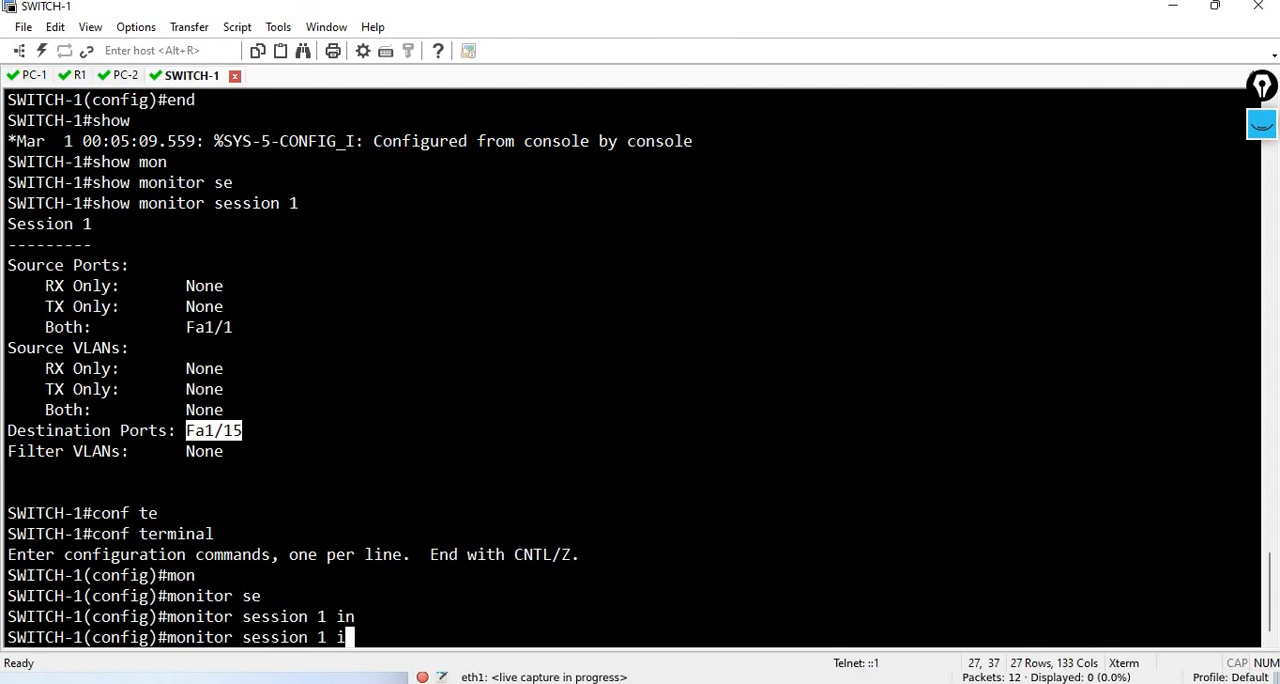 SWITCH-1
File Edit View Options Transfer Script Tools Window Help
Enter host <Alt+R>
PC-1 R1 PC-2 SWITCH-1
SWITCH-1(config)#end
SWITCH-1#show
*Mar  1 00:05:09.559: %SYS-5-CONFIG_I: Configured from console by console
SWITCH-1#show mon
SWITCH-1#show monitor se
SWITCH-1#show monitor session 1
Session 1
---------
Source Ports:
    RX Only:       None
    TX Only:       None
    Both:          Fa1/1
Source VLANs:
    RX Only:       None
    TX Only:       None
    Both:          None
Destination Ports: Fa1/15
Filter VLANs:      None
SWITCH-1#conf te
SWITCH-1#conf terminal
Enter configuration commands, one per line.  End with CNTL/Z.
SWITCH-1(config)#mon
SWITCH-1(config)#monitor se
SWITCH-1(config)#monitor session 1 in
SWITCH-1(config)#monitor session 1 i
Ready Telnet: ::1 27, 37 27 Rows, 133 Cols Xterm CAP NUM
eth1: <live capture in progress> Packets: 12 · Displayed: 0 (0.0%) Profile: Default